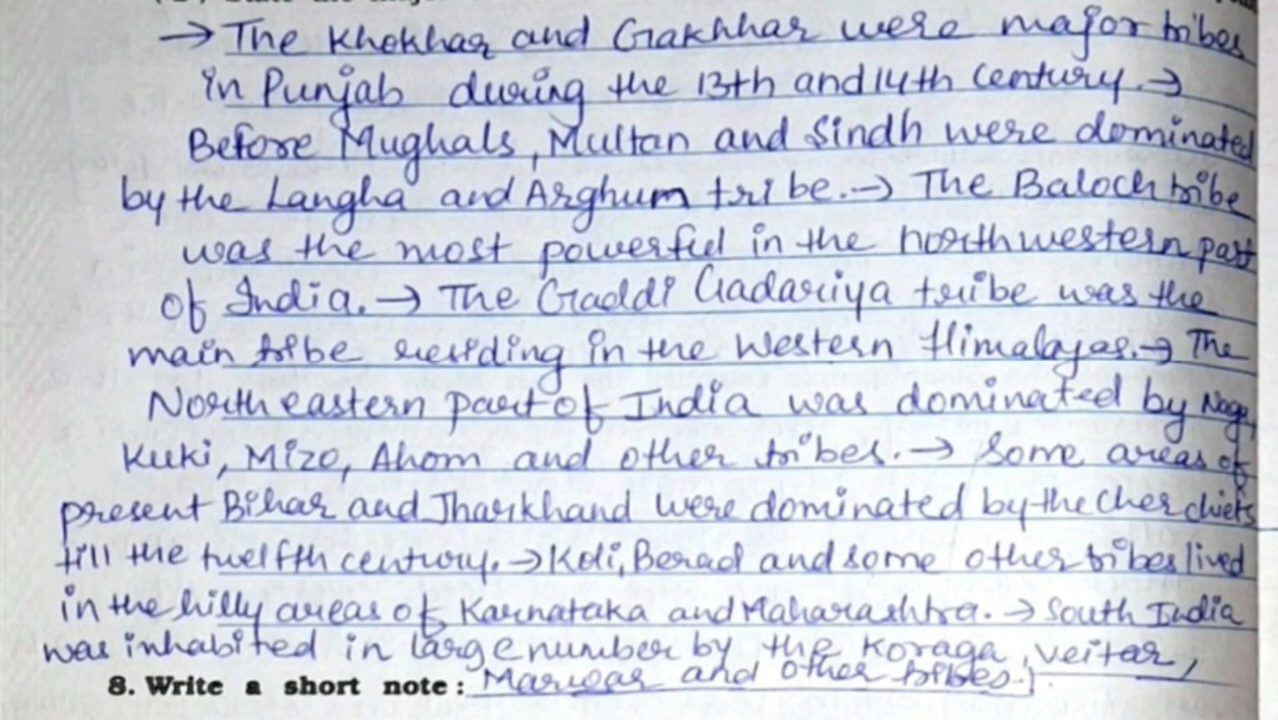 → The Khokhar and Gakhhar were major tribes
in Punjab during the 13th and 14th Century. →
Before Mughals, Multan and Sindh were dominated
by the Langha and Arghum tribe. → The Baloch tribe
was the most powerful in the northwestern part
of India. → The Gaddi Gadariya tribe was the
main tribe residing in the Western Himalayas. → The
North eastern part of India was dominated by Naga,
Kuki, Mizo, Ahom and other tribes. → Some areas of
present Bihar and Jharkhand were dominated by the Cher chiefs
till the twelfth century. → Koli, Berad and some other tribes lived
in the hilly areas of Karnataka and Maharashtra. → South India
was inhabited in large number by the Koraga, veitar,
8. Write a short note: Marwar and other tribes.